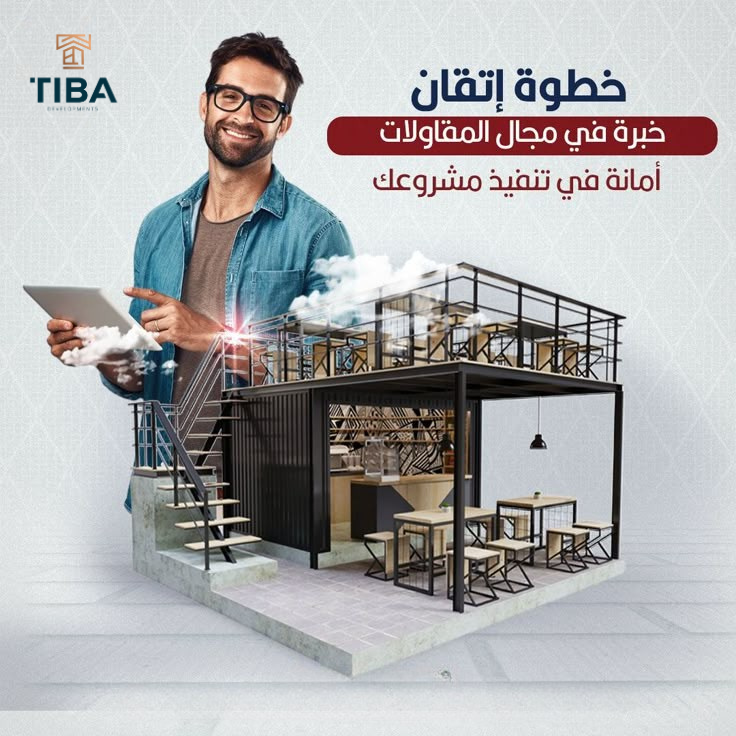 TIBA
DEVELOPMENTS
خطوة إتقان
خبرة في مجال المقاولات
أمانة في تنفيذ مشروعك